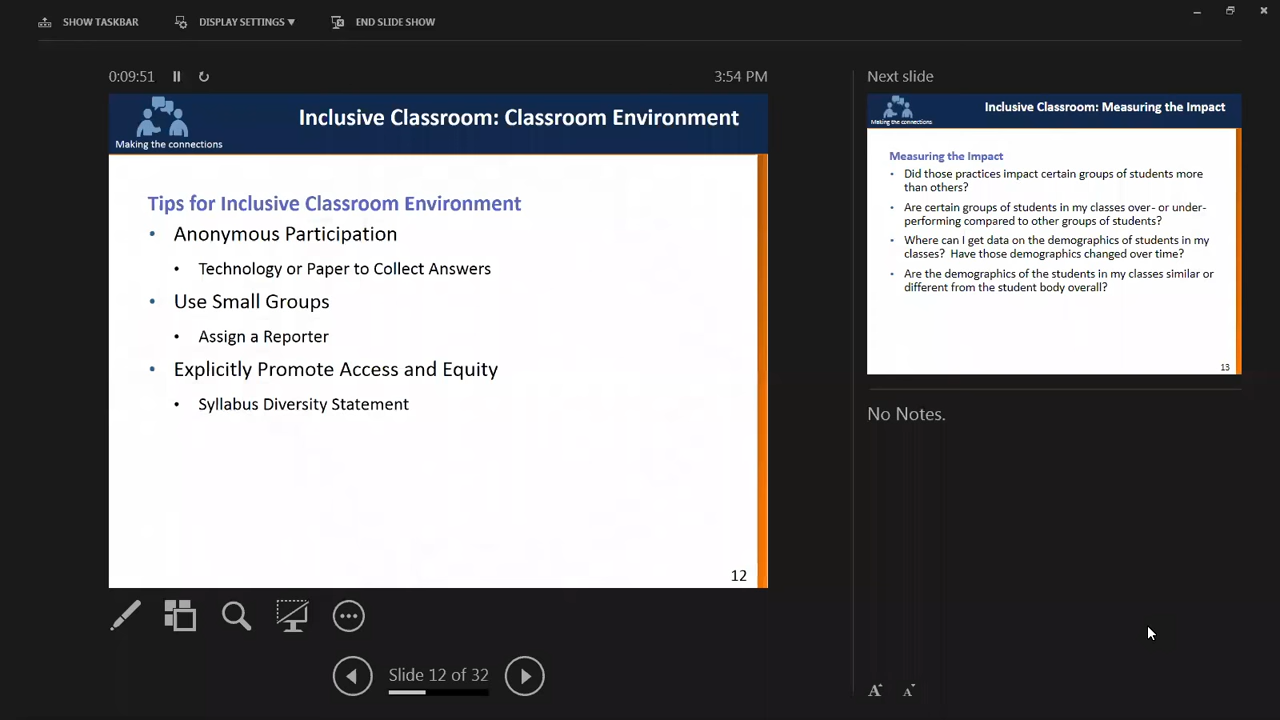 SHOW TASKBAR
DISPLAY SETTINGS ▼
END SLIDE SHOW
0:09:51
3:54 PM
Making the connections
Inclusive Classroom: Classroom Environment
Tips for Inclusive Classroom Environment
• Anonymous Participation
• Technology or Paper to Collect Answers
• Use Small Groups
• Assign a Reporter
• Explicitly Promote Access and Equity
• Syllabus Diversity Statement
12
Slide 12 of 32
Next slide
Making the connections
Inclusive Classroom: Measuring the Impact
Measuring the Impact
• Did those practices impact certain groups of students more
than others?
• Are certain groups of students in my classes over- or under-
performing compared to other groups of students?
• Where can I get data on the demographics of students in my
classes? Have those demographics changed over time?
• Are the demographics of the students in my classes similar or
different from the student body overall?
13
No Notes.
A A